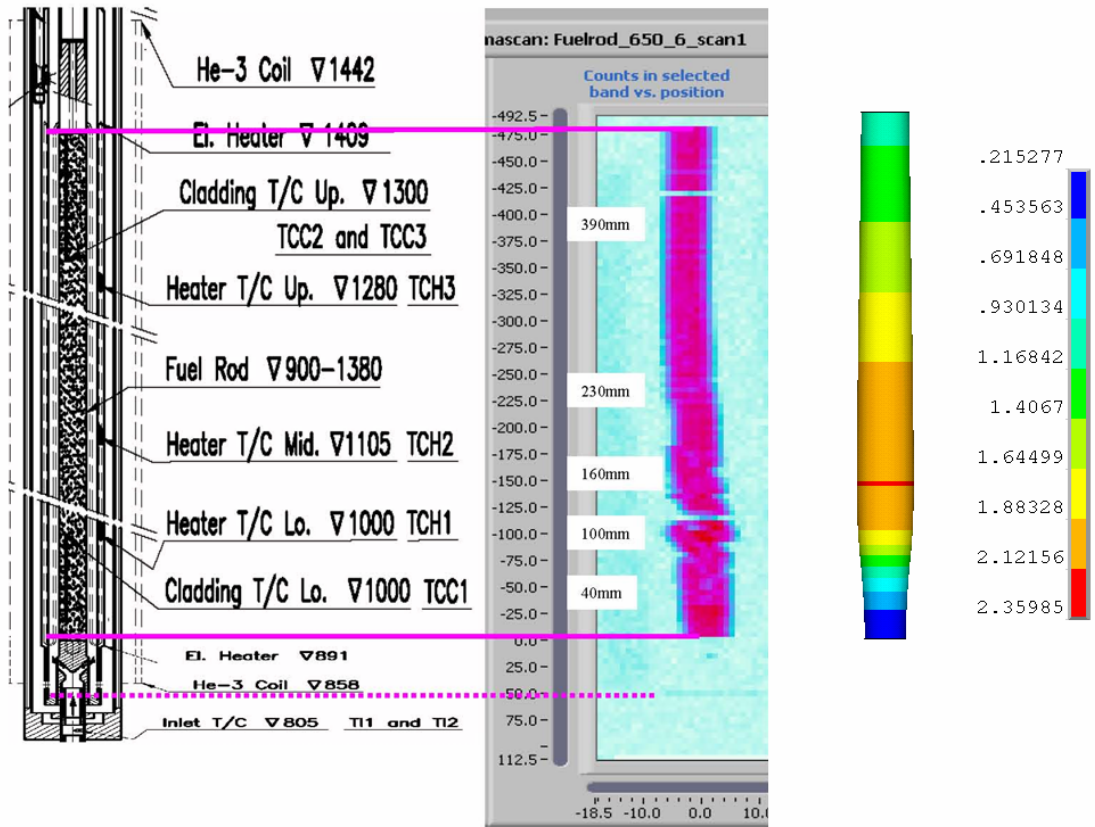 He-3 Coil ∇1442
El. Heater ∇ 1409
Cladding T/C Up. ∇1300
TCC2 and TCC3
Heater T/C Up. ∇1280 TCH3
Fuel Rod ∇900-1380
Heater T/C Mid. ∇1105 TCH2
Heater T/C Lo. ∇1000 TCH1
Cladding T/C Lo. ∇1000 TCC1
El. Heater ∇891
He-3 Coil ∇858
Inlet T/C ∇805 TI1 and TI2
mascan: Fuelrod_650_6_scan1
Counts in selected
band vs. position
-492.5
-475.0
-450.0
-425.0
-400.0
-375.0
-350.0
-325.0
-300.0
-275.0
-250.0
-225.0
-200.0
-175.0
-150.0
-125.0
-100.0
-75.0
-50.0
-25.0
0.0
25.0
50.0
75.0
112.5
390mm
230mm
160mm
100mm
40mm
-18.5 -10.0 0.0 10.0
.215277
.453563
.691848
.930134
1.16842
1.4067
1.64499
1.88328
2.12156
2.35985